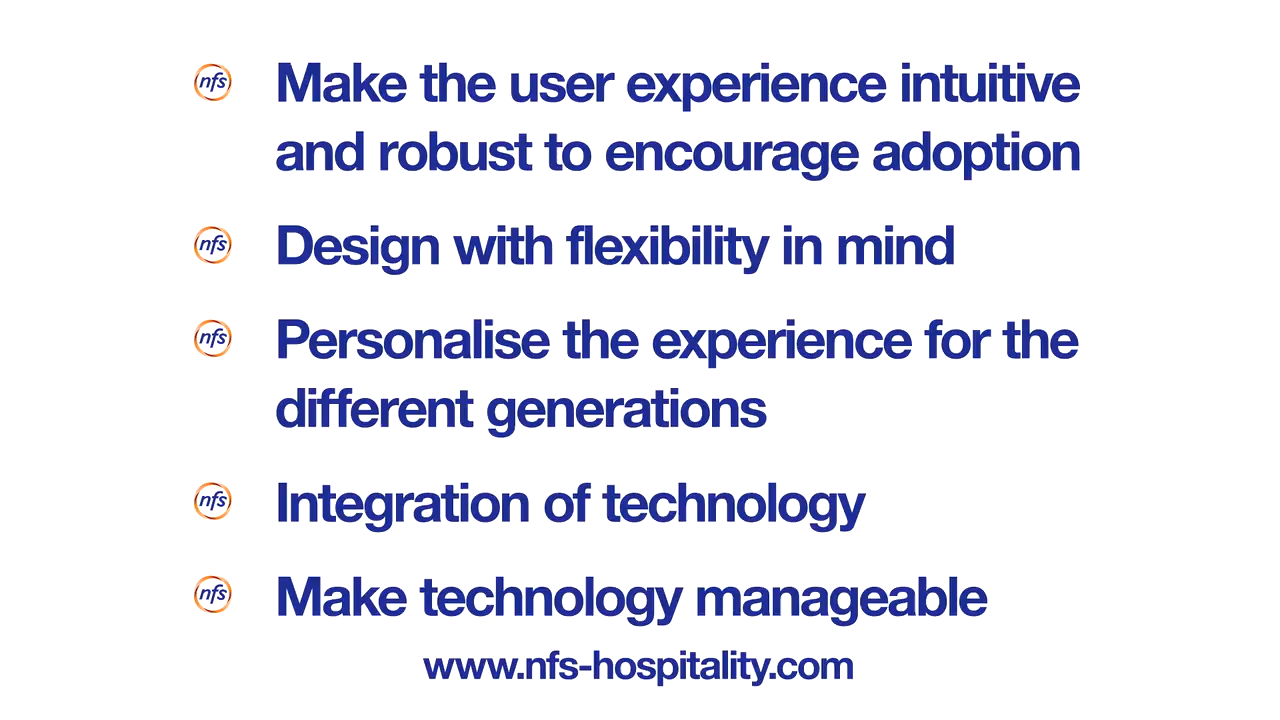 nfs Make the user experience intuitive
and robust to encourage adoption
nfs Design with flexibility in mind
nfs Personalise the experience for the
different generations
nfs Integration of technology
nfs Make technology manageable
www.nfs-hospitality.com